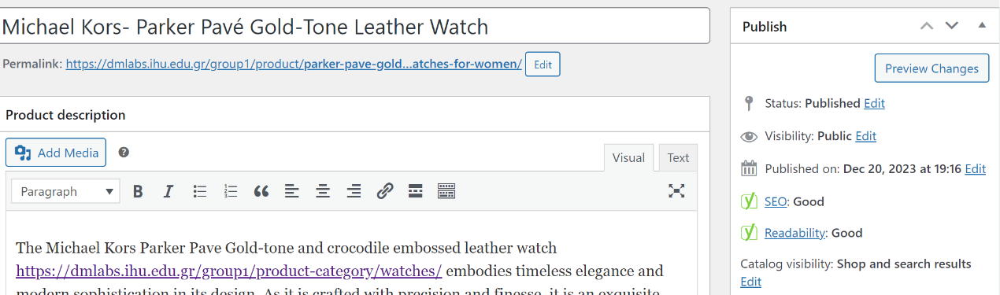 Michael Kors- Parker Pavé Gold-Tone Leather Watch
Permalink: https://dmlabs.ihu.edu.gr/group1/product/parker-pave-gold...atches-for-women/ Edit
Product description
Add Media
Visual Text
Paragraph
The Michael Kors Parker Pave Gold-tone and crocodile embossed leather watch
https://dmlabs.ihu.edu.gr/group1/product-category/watches/ embodies timeless elegance and
modern sophistication in its design. As it is crafted with precision and finesse, it is an exquisite
Publish
Preview Changes
Status: Published Edit
Visibility: Public Edit
Published on: Dec 20, 2023 at 19:16 Edit
SEO: Good
Readability: Good
Catalog visibility: Shop and search results
Edit